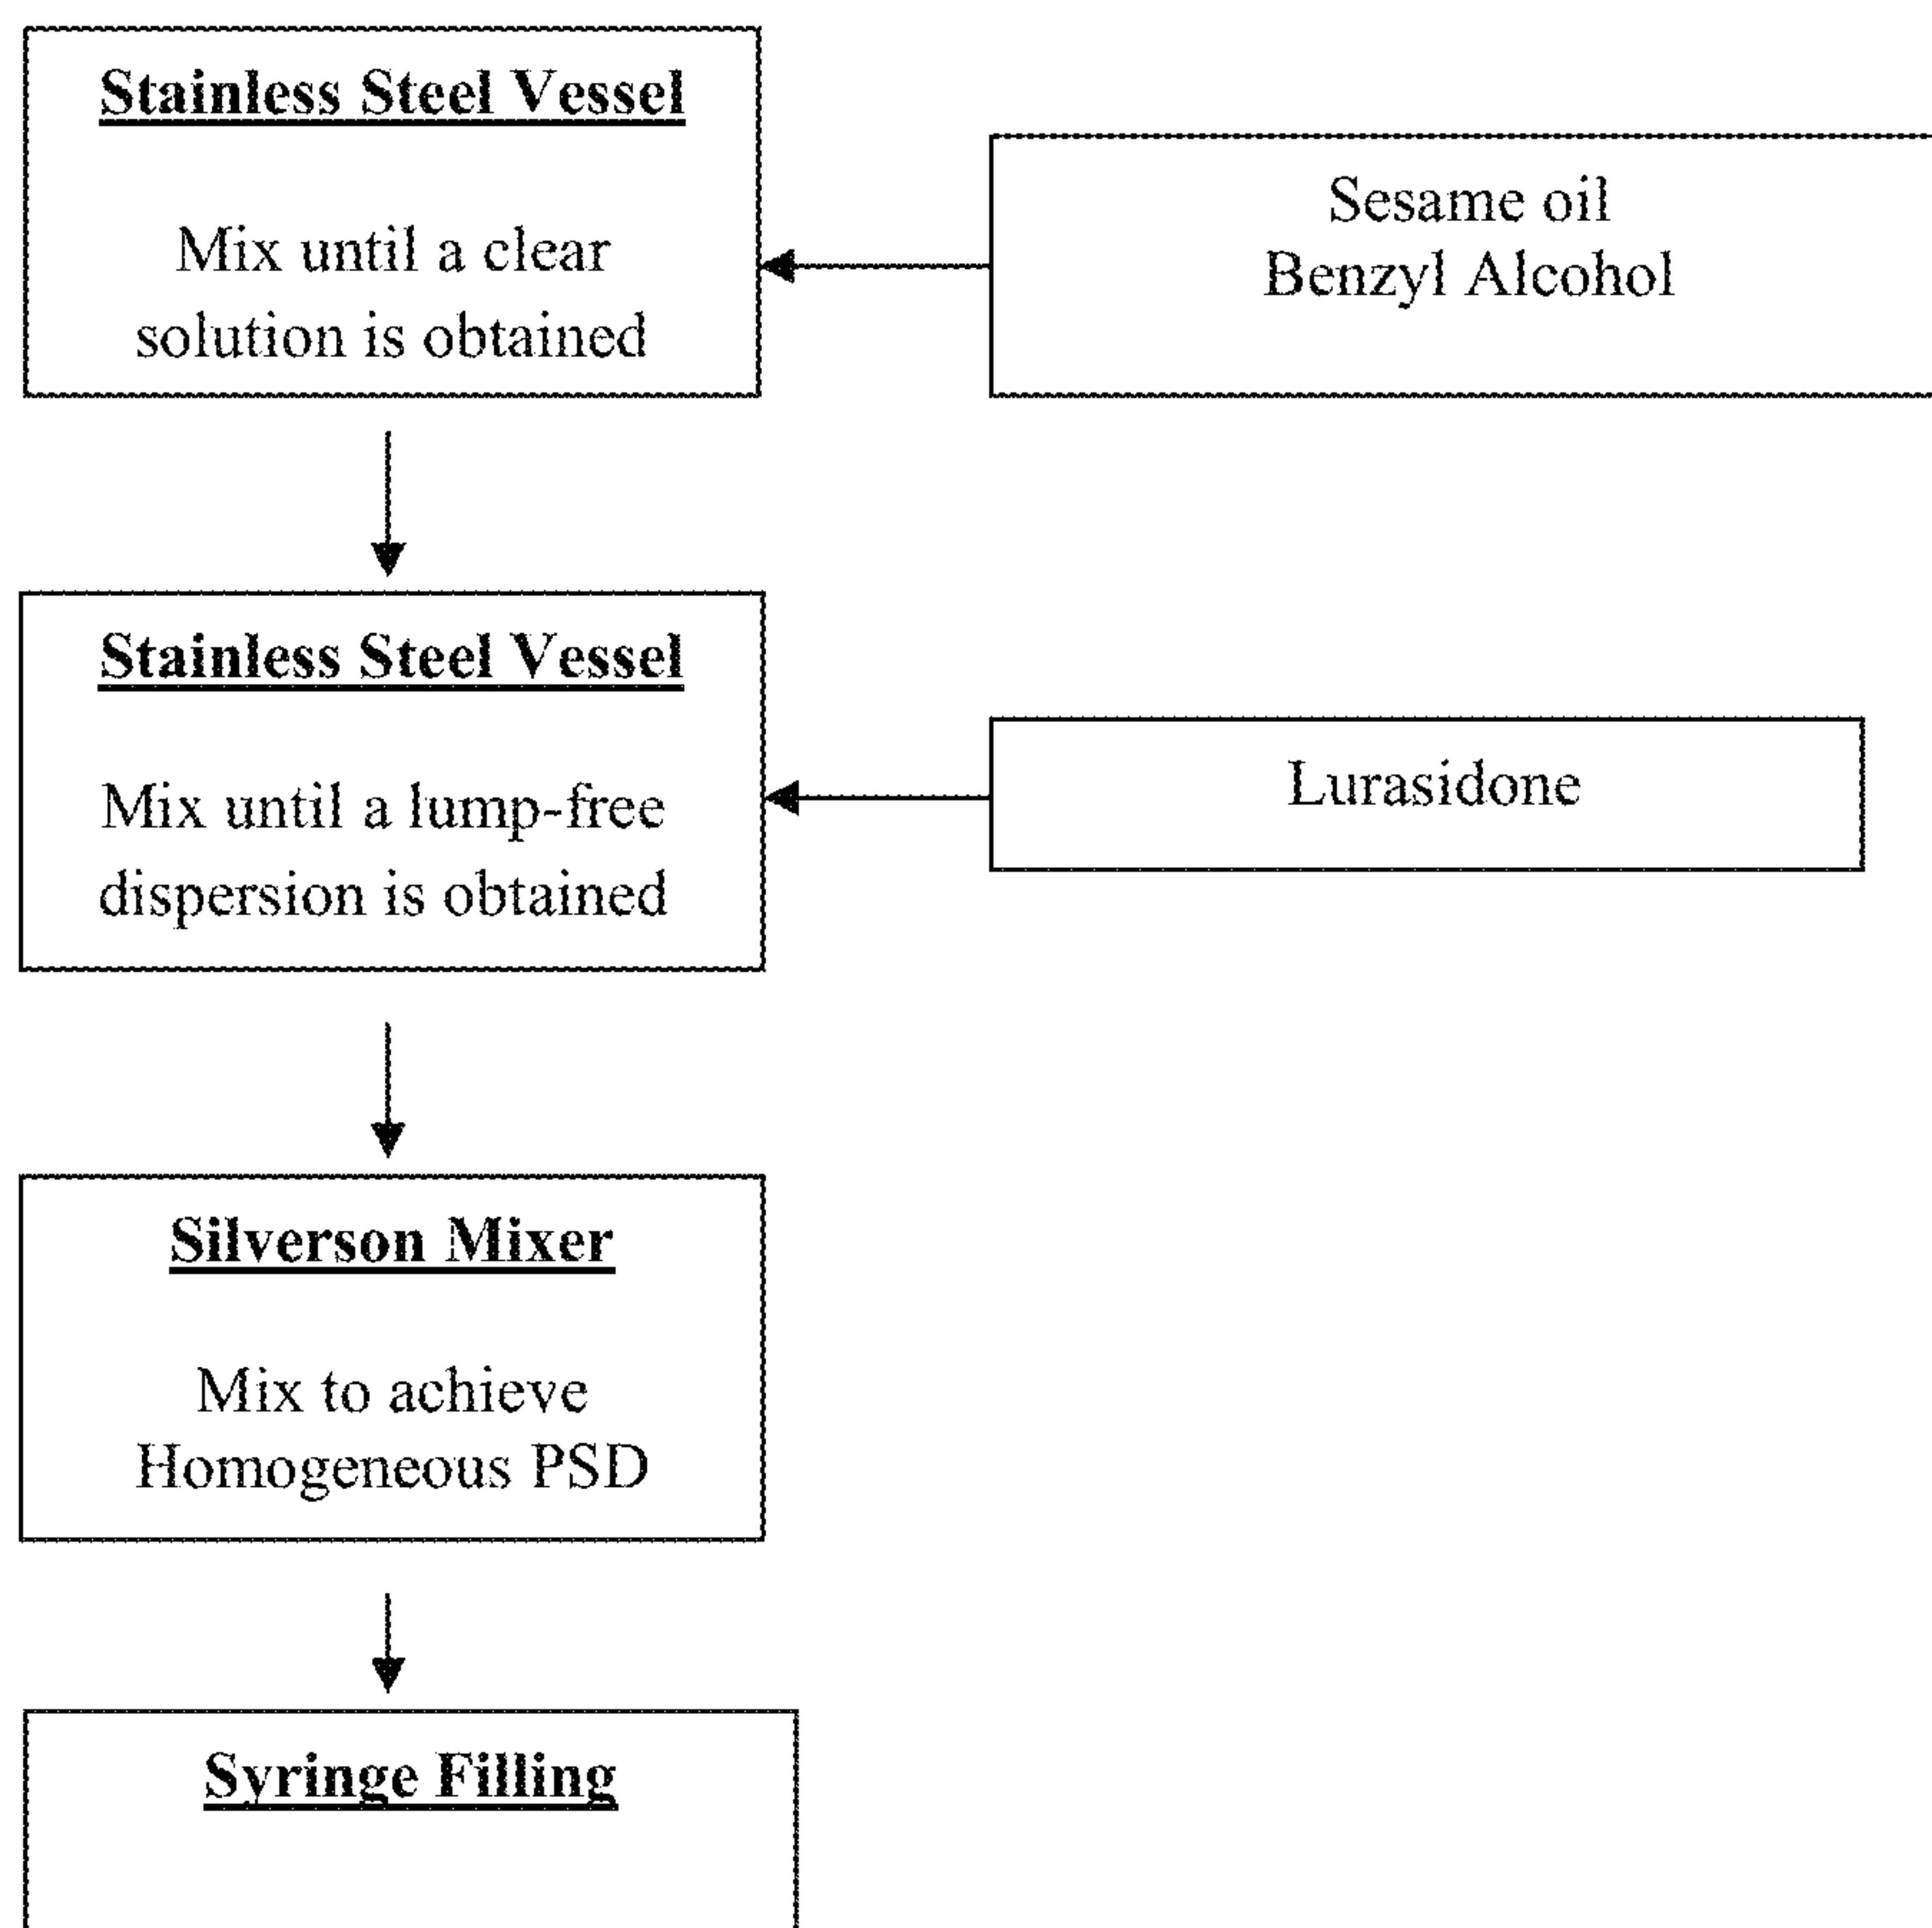 Stainless Steel Vessel
Mix until a clear
solution is obtained
Sesame oil
Benzyl Alcohol
Stainless Steel Vessel
Mix until a lump-free
dispersion is obtained
Lurasidone
Silverson Mixer
Mix to achieve
Homogeneous PSD
Syringe Filling